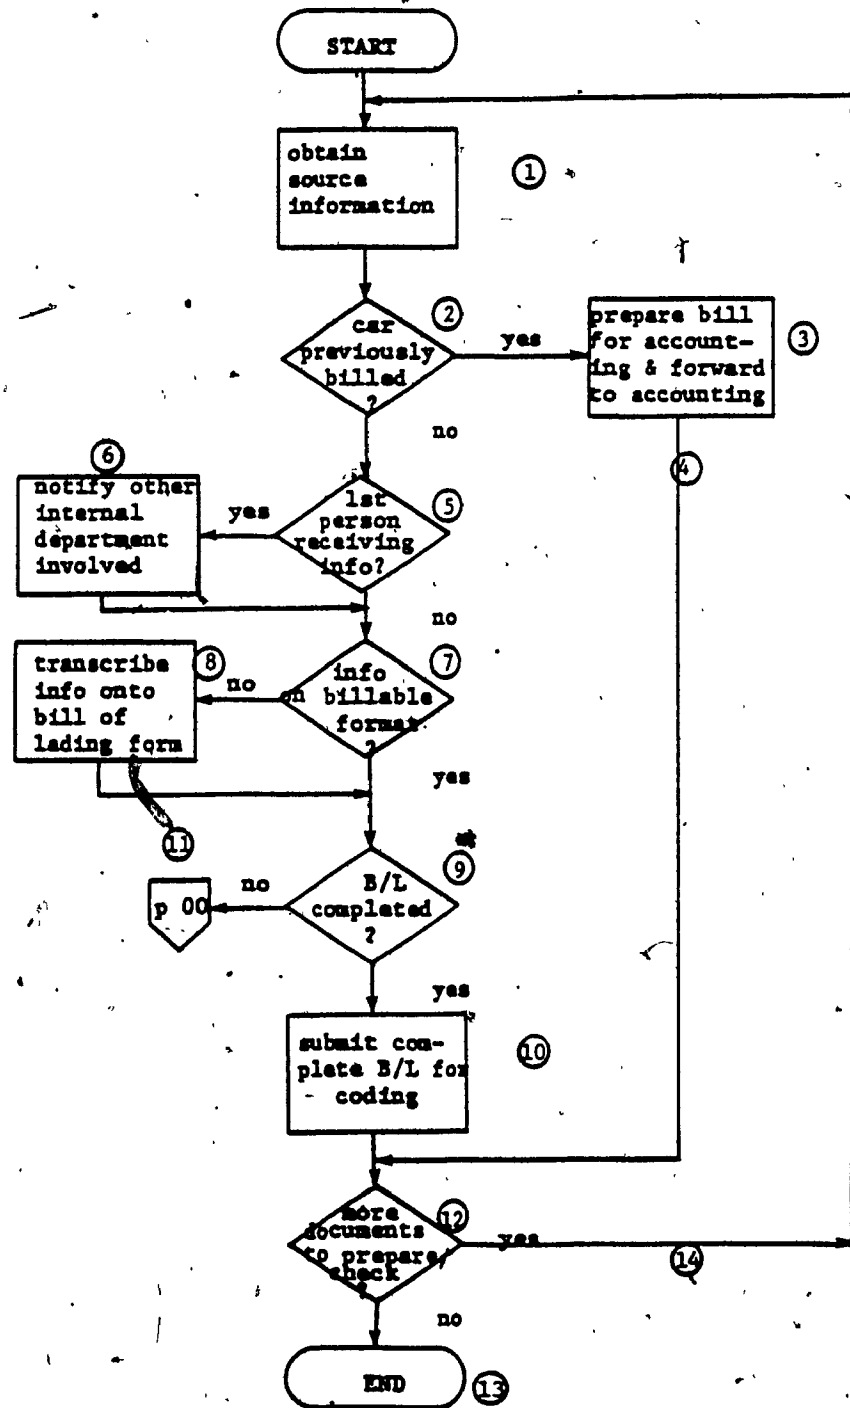 START
obtain
source
information
1
car
previously
billed
?
2
yes
prepare bill
for account-
ing & forward
to accounting
3
4
no
1st
person
receiving
info?
5
yes
6
notify other
internal
department
involved
no
info
on billable
format
?
7
no
8
transcribe
info onto
bill of
lading form
11
yes
B/L
completed
?
9
no
p 00
yes
submit com-
plete B/L for
coding
10
more
documents
to prepare/
check
?
12
yes
14
no
END
13